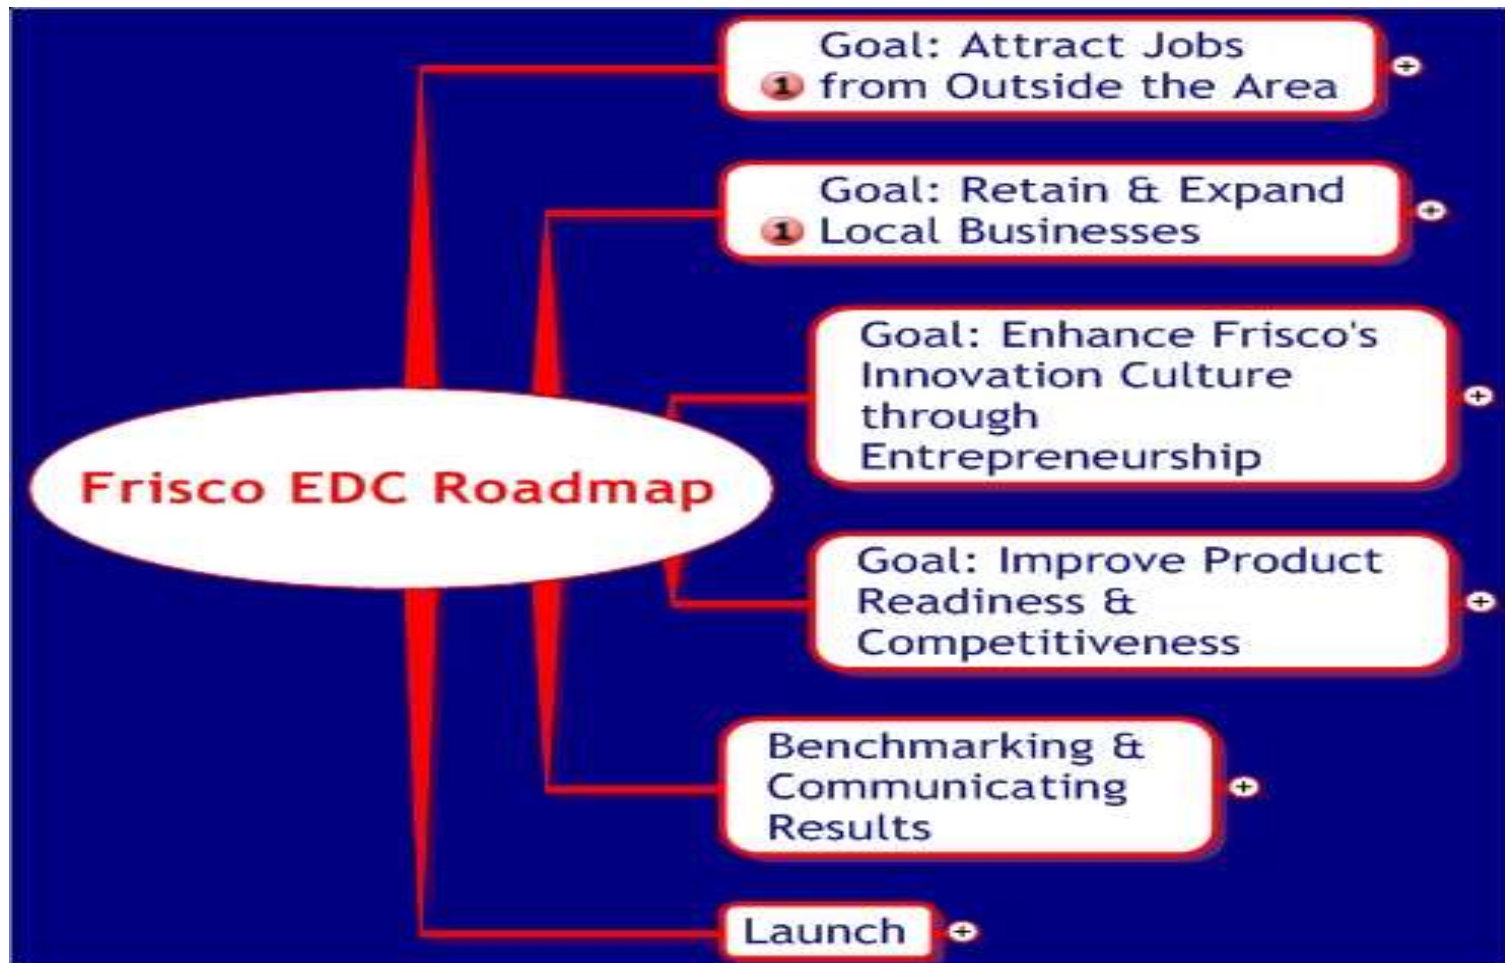 Goal: Attract Jobs
1 from Outside the Area
Goal: Retain & Expand
1 Local Businesses
Goal: Enhance Frisco's
Innovation Culture
through
Entrepreneurship
Frisco EDC Roadmap
Goal: Improve Product
Readiness &
Competitiveness
Benchmarking &
Communicating
Results
Launch